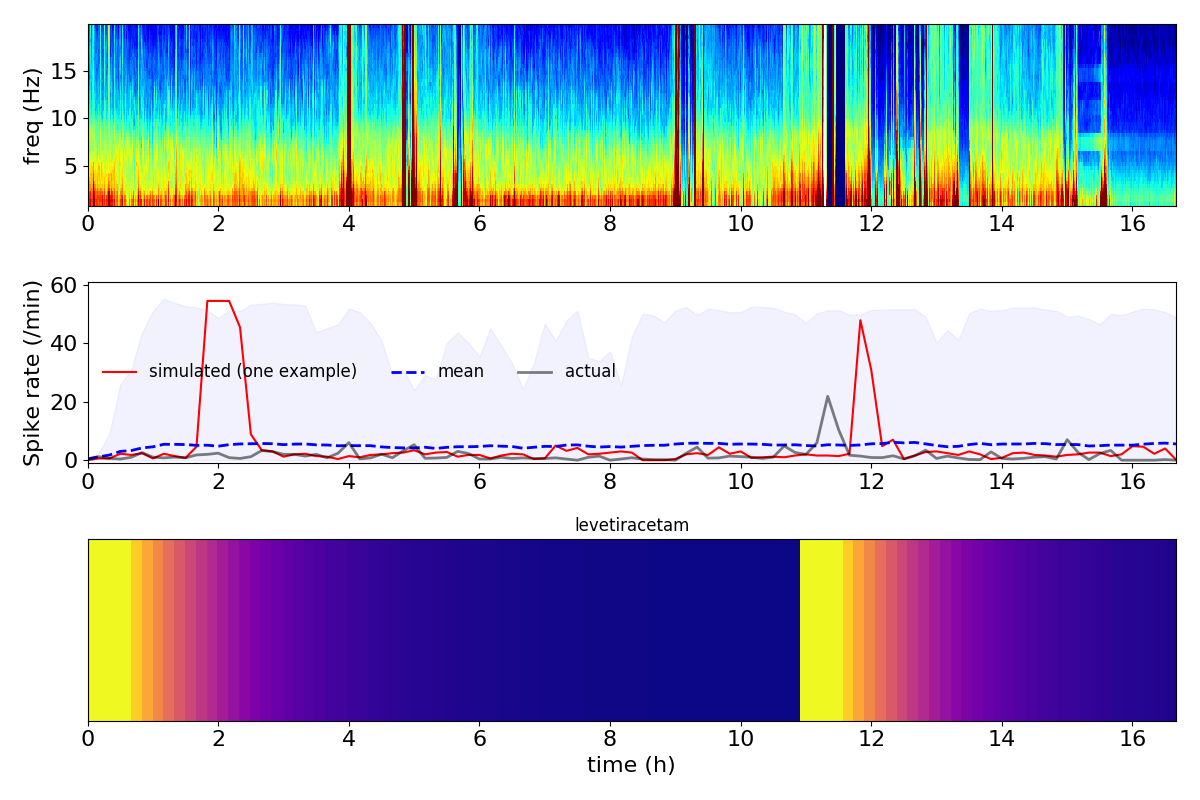 freq (Hz)
15
10
5
0 2 4 6 8 10 12 14 16
Spike rate (/min)
60
40
20
0
simulated (one example) mean actual
0 2 4 6 8 10 12 14 16
levetiracetam
0 2 4 6 8 10 12 14 16
time (h)